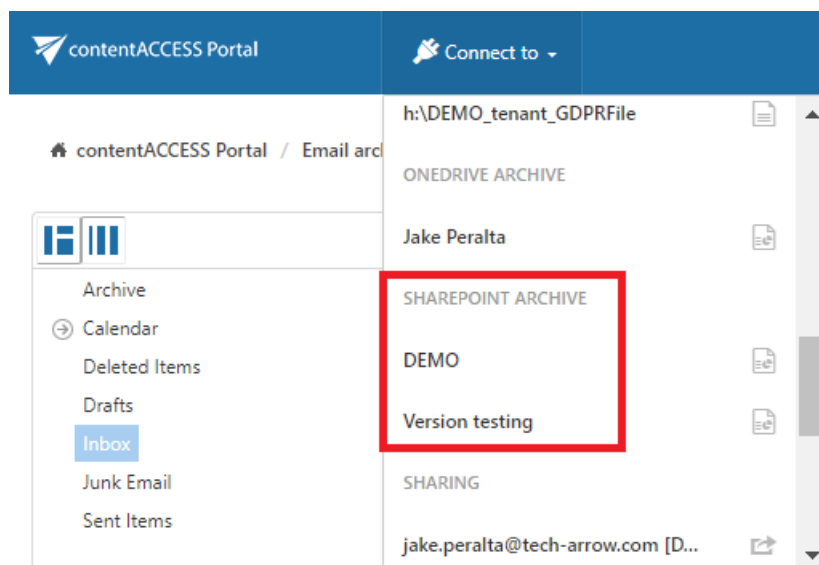 contentACCESS Portal
Connect to
contentACCESS Portal / Email arc
h:\DEMO_tenant_GDPRFile
ONEDRIVE ARCHIVE
Jake Peralta
SHAREPOINT ARCHIVE
DEMO
Version testing
SHARING
jake.peralta@tech-arrow.com [D...
Archive
Calendar
Deleted Items
Drafts
Inbox
Junk Email
Sent Items